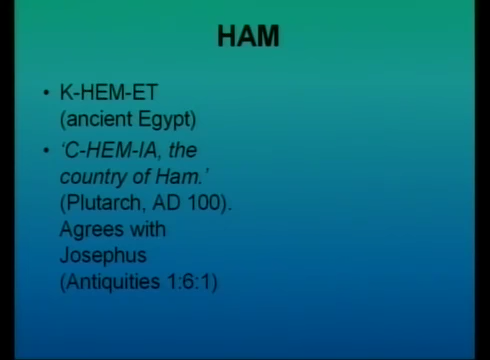 HAM
• K-HEM-ET
(ancient Egypt)
• ‘C-HEM-IA, the
country of Ham.’
(Plutarch, AD 100).
Agrees with
Josephus
(Antiquities 1:6:1)